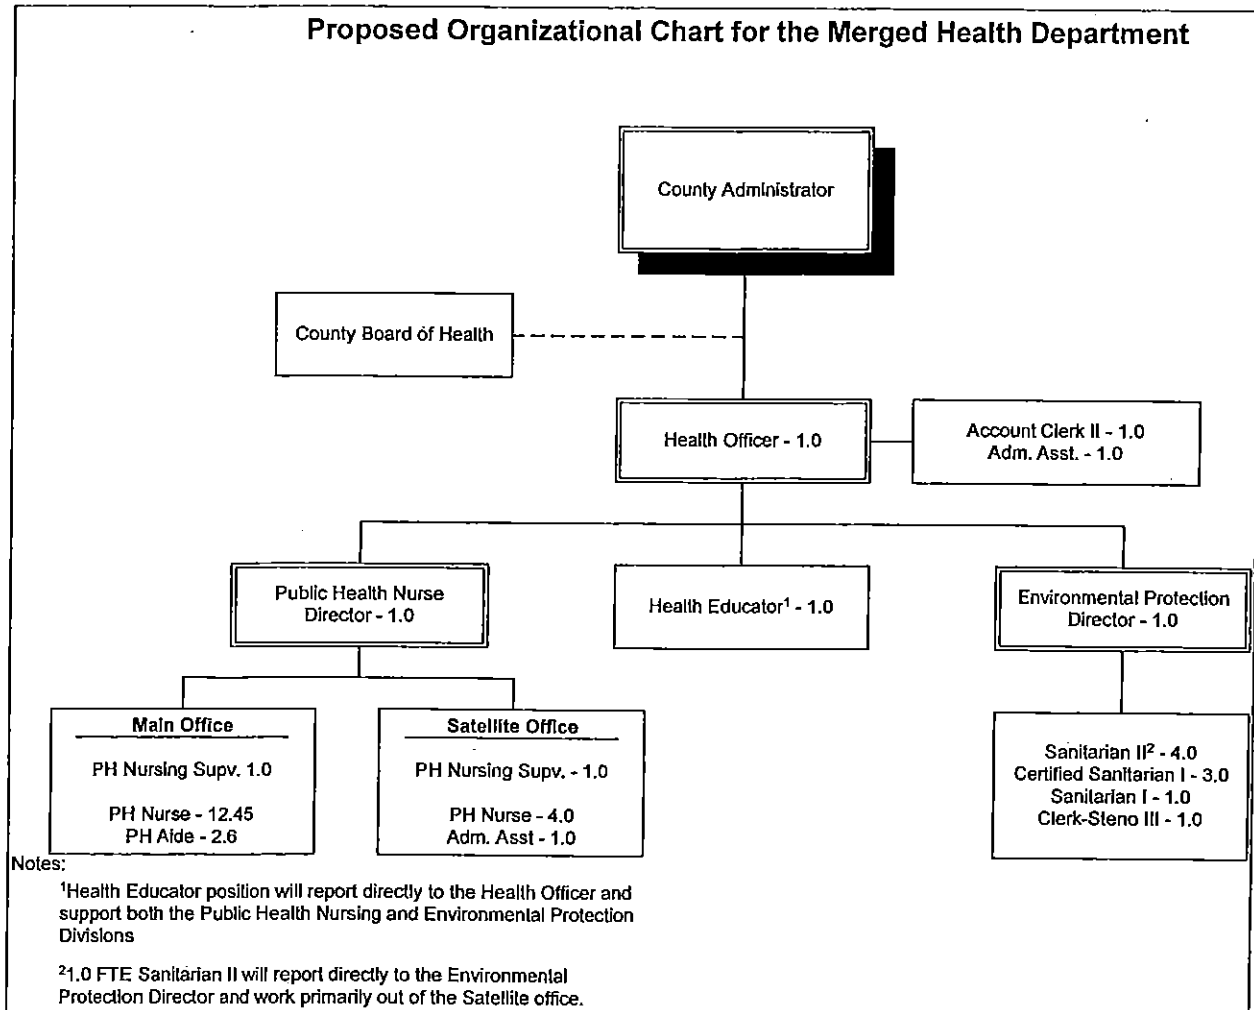 Proposed Organizational Chart for the Merged Health Department
County Administrator
County Board of Health
Health Officer - 1.0
Account Clerk II - 1.0
Adm. Asst. - 1.0
Public Health Nurse
Director - 1.0
Health Educator¹ - 1.0
Environmental Protection
Director - 1.0
Main Office
PH Nursing Supv. 1.0
PH Nurse - 12.45
PH Aide - 2.6
Satellite Office
PH Nursing Supv. - 1.0
PH Nurse - 4.0
Adm. Asst - 1.0
Sanitarian II² - 4.0
Certified Sanitarian I - 3.0
Sanitarian I - 1.0
Clerk-Steno III - 1.0
Notes:
¹Health Educator position will report directly to the Health Officer and
support both the Public Health Nursing and Environmental Protection
Divisions
²1.0 FTE Sanitarian II will report directly to the Environmental
Protection Director and work primarily out of the Satellite office.